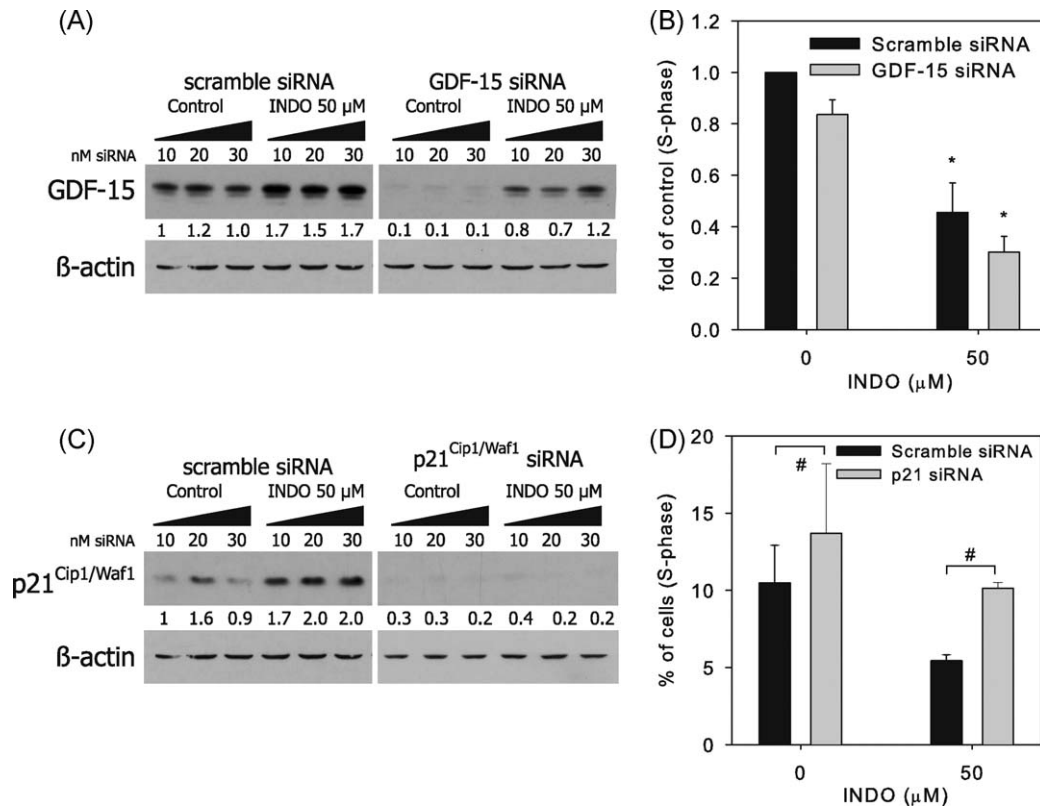 (A)
scramble siRNA GDF-15 siRNA
Control INDO 50 µM Control INDO 50 µM
nM siRNA 10 20 30 10 20 30 10 20 30 10 20 30
GDF-15
1 1.2 1.0 1.7 1.5 1.7 0.1 0.1 0.1 0.8 0.7 1.2
ß-actin
(B)
fold of control (S-phase)
1.2
1.0
0.8
0.6
0.4
0.2
0.0
Scramble siRNA
GDF-15 siRNA
* *
0 50
INDO (µM)
(C)
scramble siRNA p21Cip1/Waf1 siRNA
Control INDO 50 µM Control INDO 50 µM
nM siRNA 10 20 30 10 20 30 10 20 30 10 20 30
p21Cip1/Waf1
1 1.6 0.9 1.7 2.0 2.0 0.3 0.3 0.2 0.4 0.2 0.2
ß-actin
(D)
% of cells (S-phase)
20
15
10
5
0
Scramble siRNA
p21 siRNA
# #
0 50
INDO (µM)